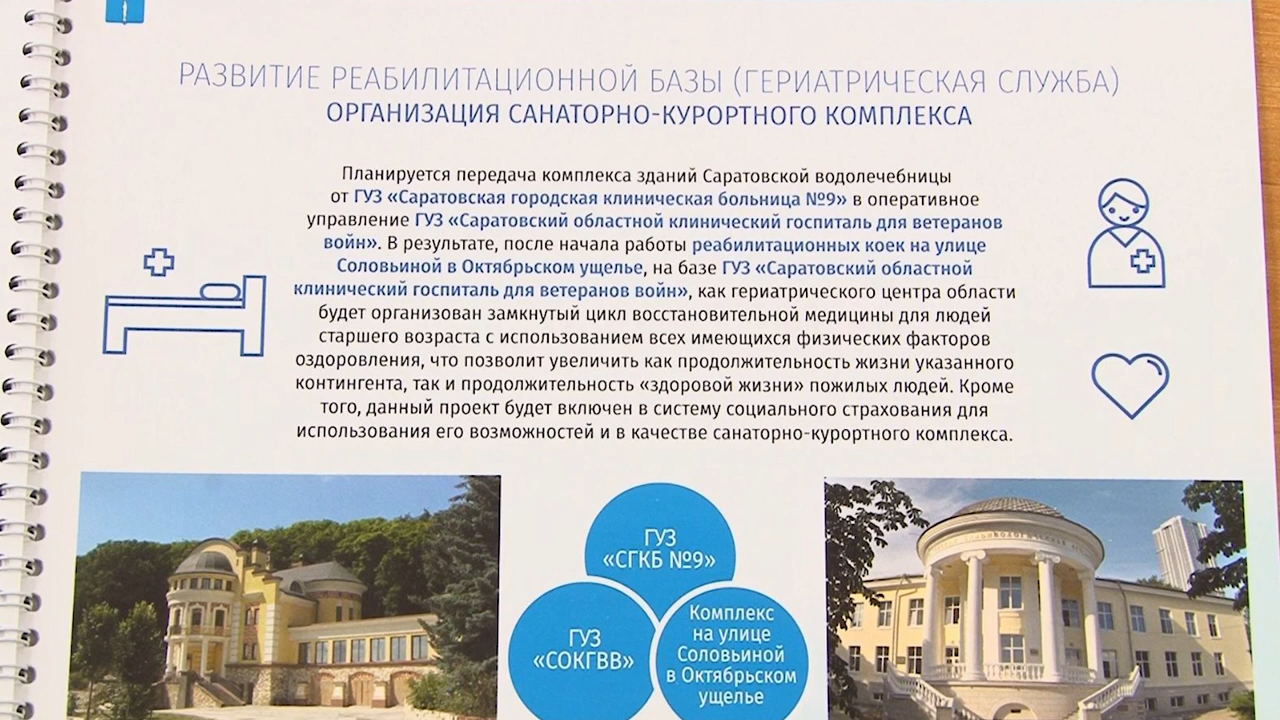 РАЗВИТИЕ РЕАБИЛИТАЦИОННОЙ БАЗЫ (ГЕРИАТРИЧЕСКАЯ СЛУЖБА)
ОРГАНИЗАЦИЯ САНАТОРНО-КУРОРТНОГО КОМПЛЕКСА
Планируется передача комплекса зданий Саратовской водолечебницы
от ГУЗ «Саратовская городская клиническая больница №9» в оперативное
управление ГУЗ «Саратовский областной клинический госпиталь для ветеранов
войн». В результате, после начала работы реабилитационных коек на улице
Соловьиной в Октябрьском ущелье, на базе ГУЗ «Саратовский областной
клинический госпиталь для ветеранов войн», как гериатрического центра области
будет организован замкнутый цикл восстановительной медицины для людей
старшего возраста с использованием всех имеющихся физических факторов
оздоровления, что позволит увеличить как продолжительность жизни указанного
контингента, так и продолжительность «здоровой жизни» пожилых людей. Кроме
того, данный проект будет включен в систему социального страхования для
использования его возможностей и в качестве санаторно-курортного комплекса.
ГУЗ
«СГКБ №9»
ГУЗ
«СОКГВВ»
Комплекс
на улице
Соловьиной
в Октябрьском
ущелье